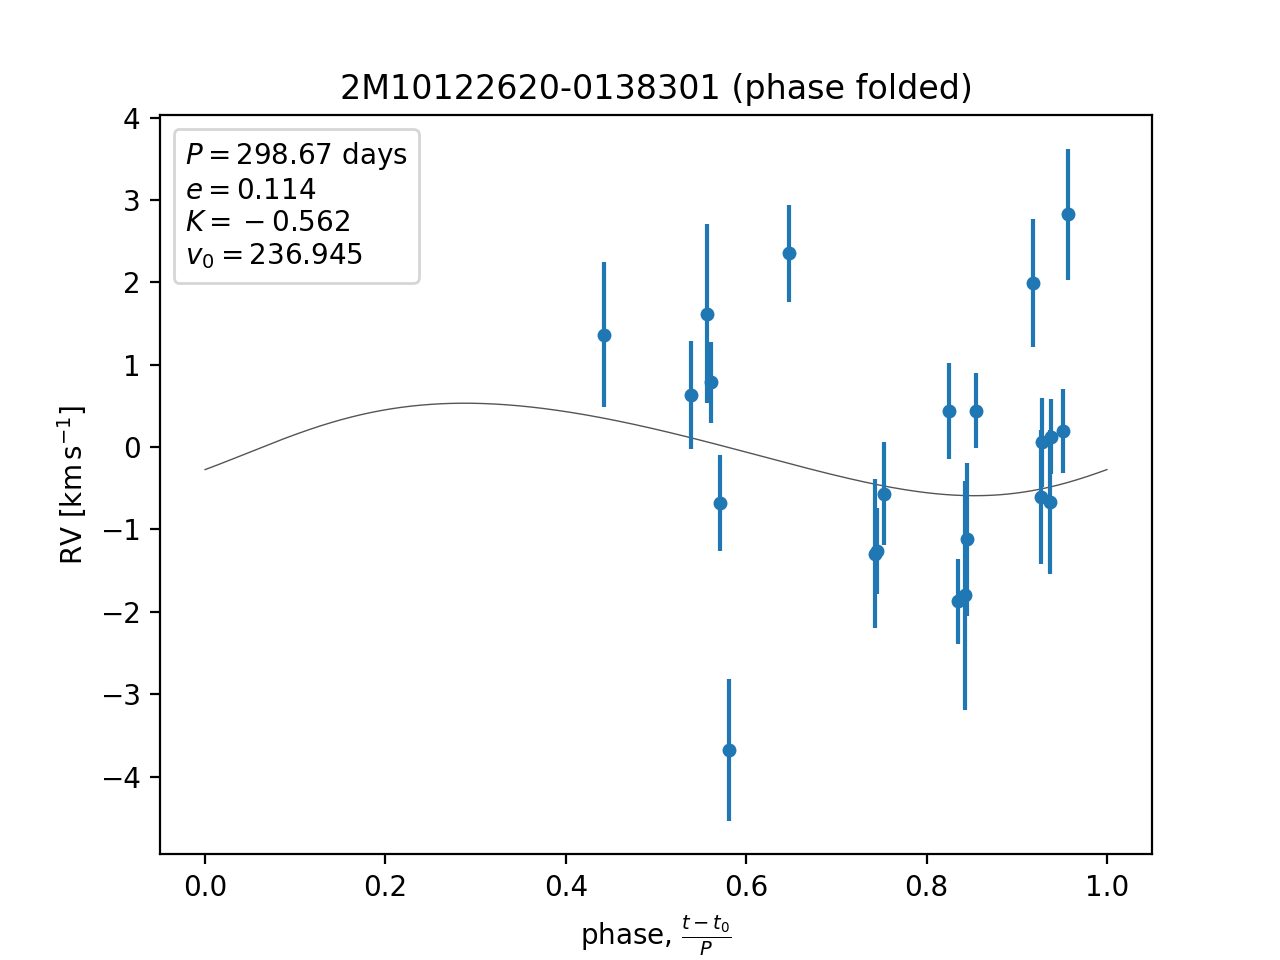 2M10122620-0138301 (phase folded)
P = 298.67 days
e = 0.114
K = −0.562
v₀ = 236.945
4
3
2
1
0
−1
−2
−3
−4
RV [km s⁻¹]
0.0 0.2 0.4 0.6 0.8 1.0
phase, (t − t₀)/P